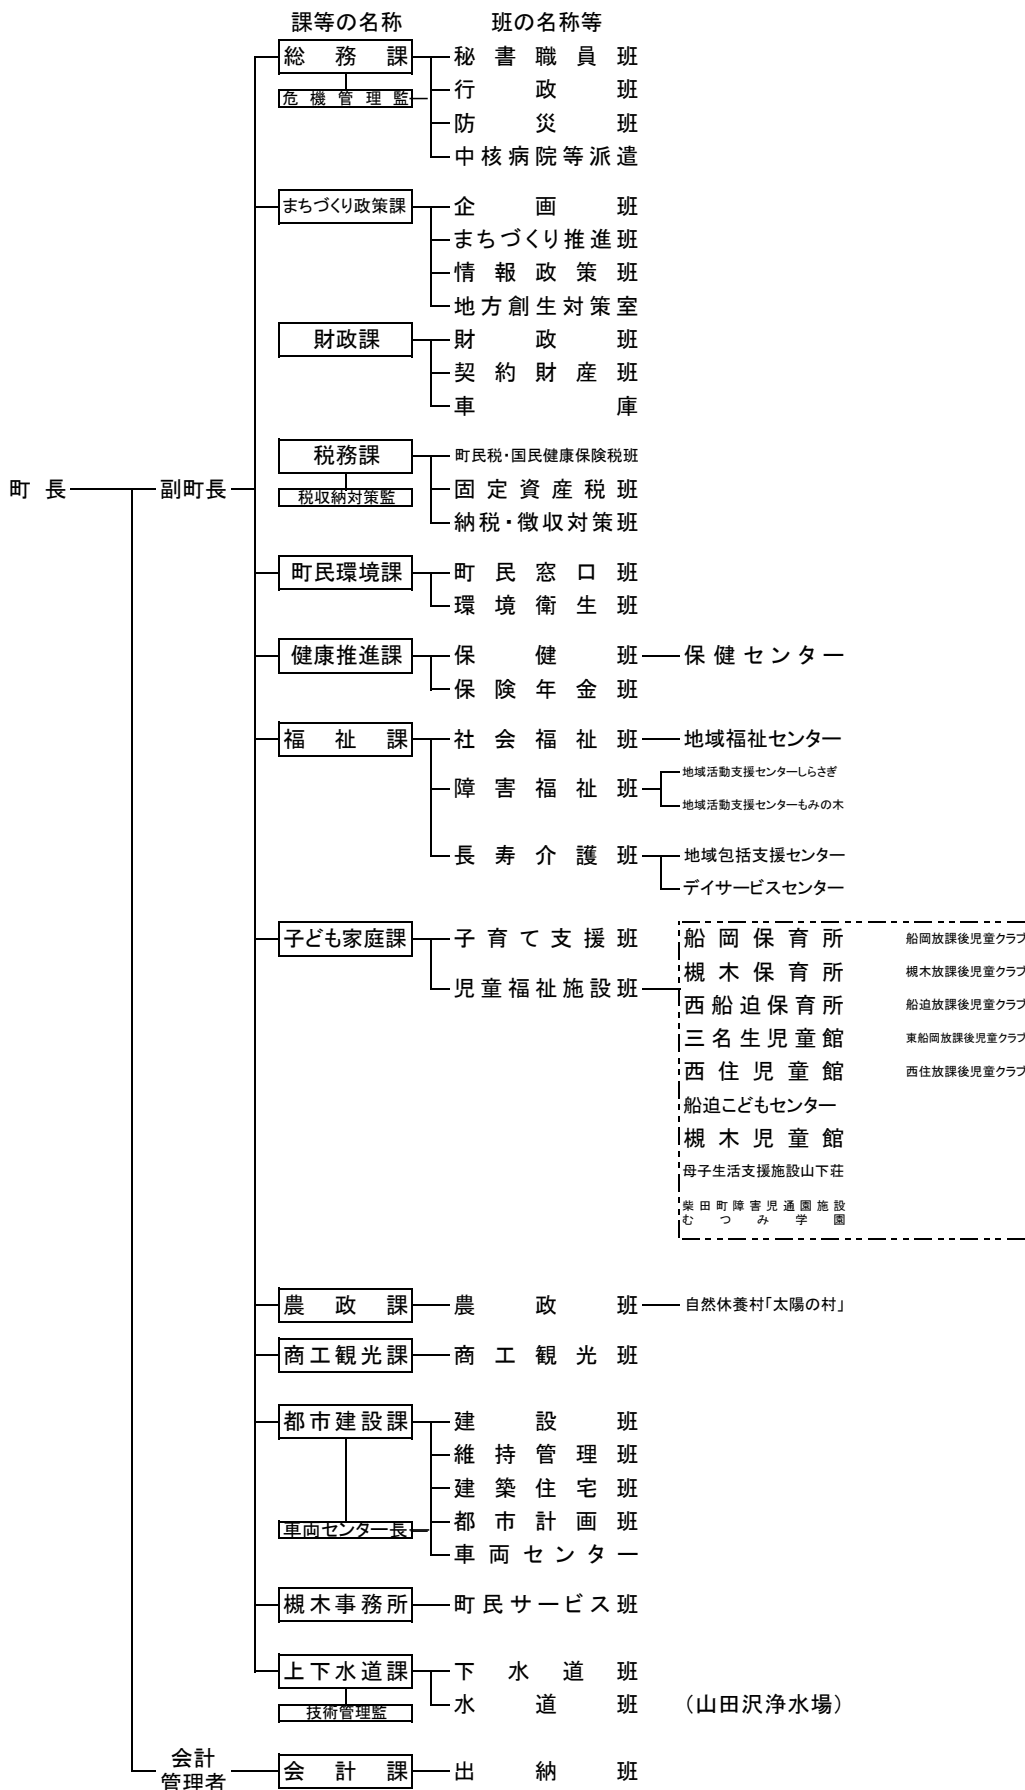 課等の名称 班の名称等
総務課 秘書職員班
危機管理監 行政班
防災班
中核病院等派遣
まちづくり政策課 企画班
まちづくり推進班
情報政策班
地方創生対策室
財政課 財政班
契約財産班
車庫
税務課 町民税・国民健康保険税班
町長 副町長 税収納対策監 固定資産税班
納税・徴収対策班
町民環境課 町民窓口班
環境衛生班
健康推進課 保健班 保健センター
保険年金班
福祉課 社会福祉班 地域福祉センター
地域活動支援センターしらさぎ
障害福祉班
地域活動支援センターもみの木
長寿介護班 地域包括支援センター
デイサービスセンター
子ども家庭課 子育て支援班 船岡保育所 船岡放課後児童クラブ
槻木保育所 槻木放課後児童クラブ
児童福祉施設班 西船迫保育所 船迫放課後児童クラブ
三名生児童館 東船岡放課後児童クラブ
西住児童館 西住放課後児童クラブ
船迫こどもセンター
槻木児童館
母子生活支援施設山下荘
柴田町障害児通園施設
むつみ学園
農政課 農政班 自然休養村「太陽の村」
商工観光課 商工観光班
都市建設課 建設班
維持管理班
建築住宅班
車両センター長 都市計画班
車両センター
槻木事務所 町民サービス班
上下水道課 下水道班
技術管理監 水道班 (山田沢浄水場)
会計
管理者 会計課 出納班